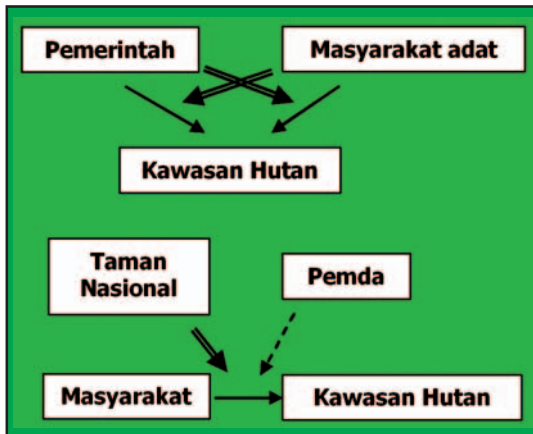 Pemerintah
Masyarakat adat
Kawasan Hutan
Taman
Nasional
Pemda
Masyarakat
Kawasan Hutan